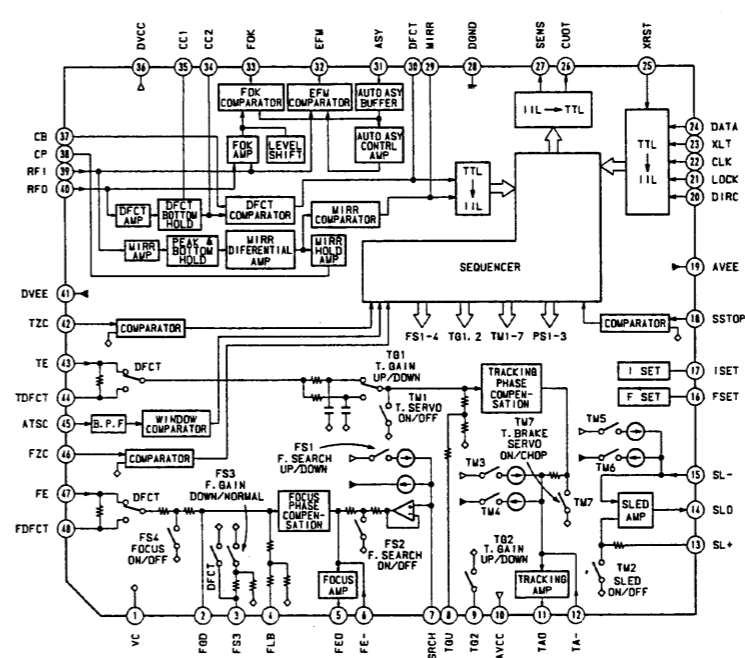 DVCC
CC1
CC2
FOK
EFM
ASY
DFCT
MIRR
DGND
SENS
CUOT
XRST
36
35
34
33
32
31
30
29
28
27
26
25
FOK COMPARATOR
EFM COMPARATOR
AUTO ASY BUFFER
IIL → TTL
CB 37
CP 38
RFI 39
RFO 40
FOK AMP
LEVEL SHIFT
AUTO ASY CONTRL AMP
TTL ↓ IIL
TTL ↓ IIL
24 DATA
23 XLT
22 CLK
21 LOCK
20 DIRC
DFCT AMP
DFCT BOTTOM HOLD
DFCT COMPARATOR
MIRR COMPARATOR
MIRR AMP
PEAK & BOTTOM HOLD
MIRR DIFERENTIAL AMP
MIRR HOLD AMP
SEQUENCER
19 AVEE
DVEE 41
TZC 42
COMPARATOR
FS1-4 TG1, 2 TM1-7 PS1-3
COMPARATOR
18 SSTOP
TE 43
DFCT
TDFCT 44
TG1
T. GAIN
UP/DOWN
TM1
T. SERVO
ON/OFF
TRACKING PHASE COMPENSATION
I SET
17 ISET
F SET
16 FSET
ATSC 45
B.P.F
WINDOW COMPARATOR
FZC 46
COMPARATOR
FS1
F. SEARCH
UP/DOWN
TM7
T. BRAKE
SERVO
ON/CHOP
TM5
TM6
TM3
TM4
TM7
15 SL-
FE 47
DFCT
FDFCT 48
FS3
F. GAIN
DOWN/NORMAL
FOCUS PHASE COMPENSATION
FS4
FOCUS
ON/OFF
DFCT
FS2
F. SEARCH
ON/OFF
TG2
T. GAIN
UP/DOWN
SLED AMP
14 SLO
13 SL+
TM2
SLED
ON/OFF
FOCUS AMP
TRACKING AMP
1
2
3
4
5
6
7
8
9
10
11
12
VC
FGD
FS3
FLB
FEO
FE-
SRCH
TGU
TG2
AVCC
TAO
TA-